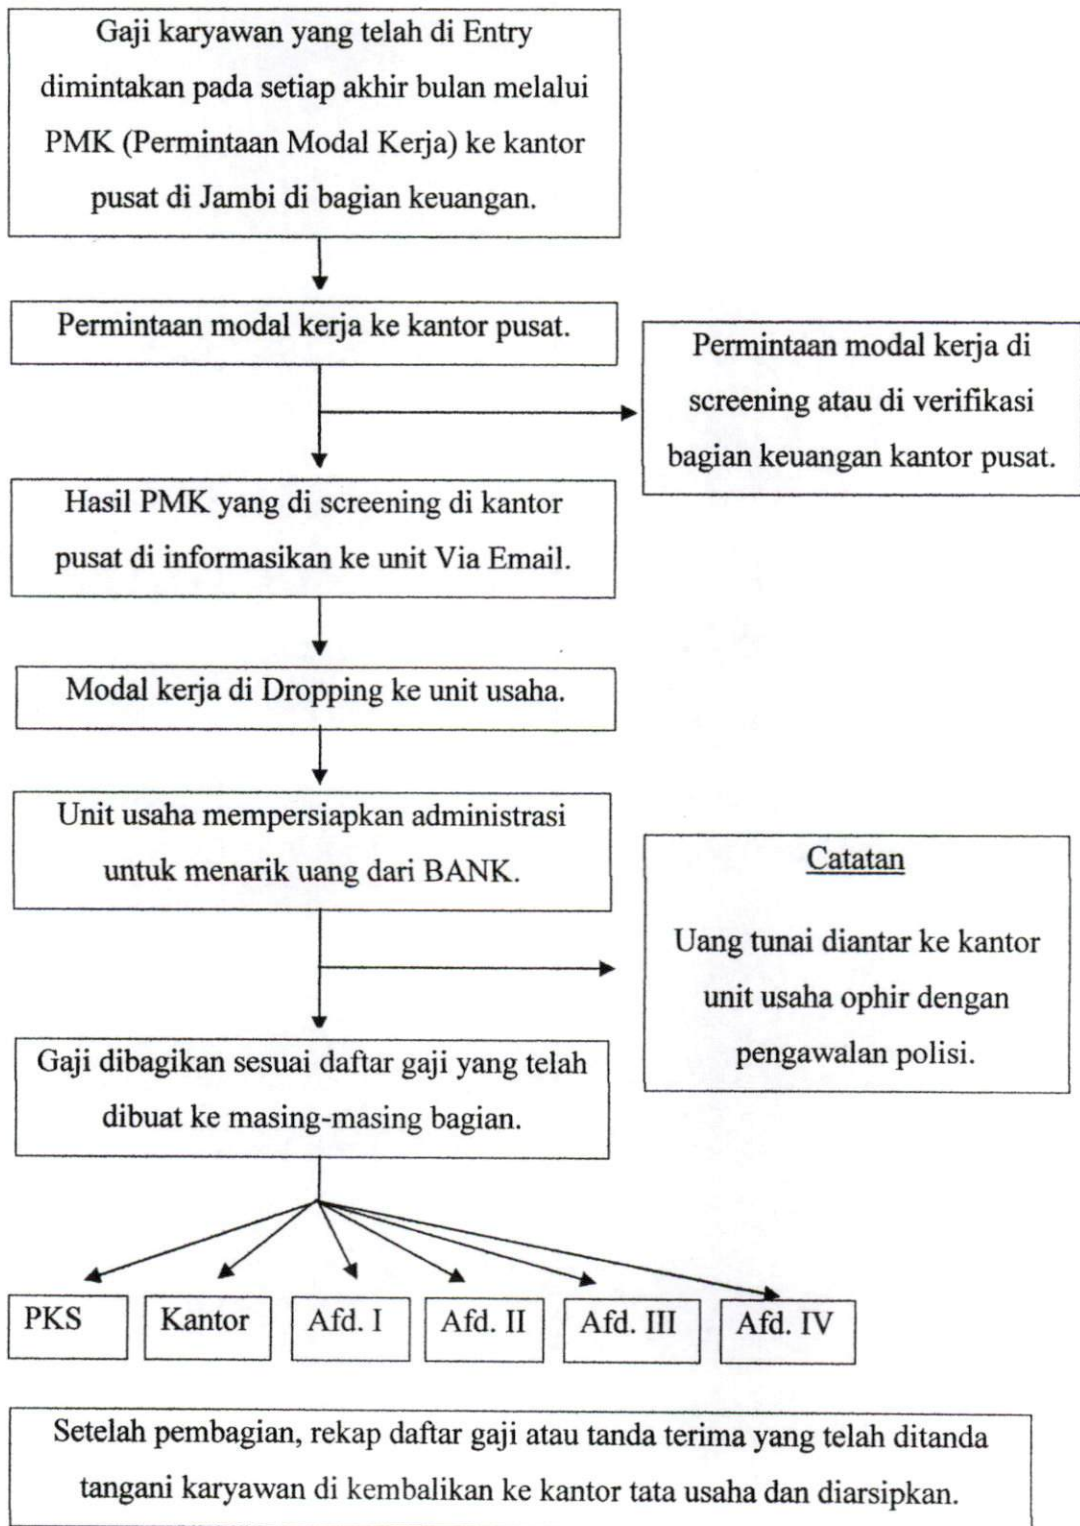 Gaji karyawan yang telah di Entry
dimintakan pada setiap akhir bulan melalui
PMK (Permintaan Modal Kerja) ke kantor
pusat di Jambi di bagian keuangan.
Permintaan modal kerja ke kantor pusat.
Permintaan modal kerja di
screening atau di verifikasi
bagian keuangan kantor pusat.
Hasil PMK yang di screening di kantor
pusat di informasikan ke unit Via Email.
Modal kerja di Dropping ke unit usaha.
Unit usaha mempersiapkan administrasi
untuk menarik uang dari BANK.
Catatan
Uang tunai diantar ke kantor
unit usaha ophir dengan
pengawalan polisi.
Gaji dibagikan sesuai daftar gaji yang telah
dibuat ke masing-masing bagian.
PKS
Kantor
Afd. I
Afd. II
Afd. III
Afd. IV
Setelah pembagian, rekap daftar gaji atau tanda terima yang telah ditanda
tangani karyawan di kembalikan ke kantor tata usaha dan diarsipkan.